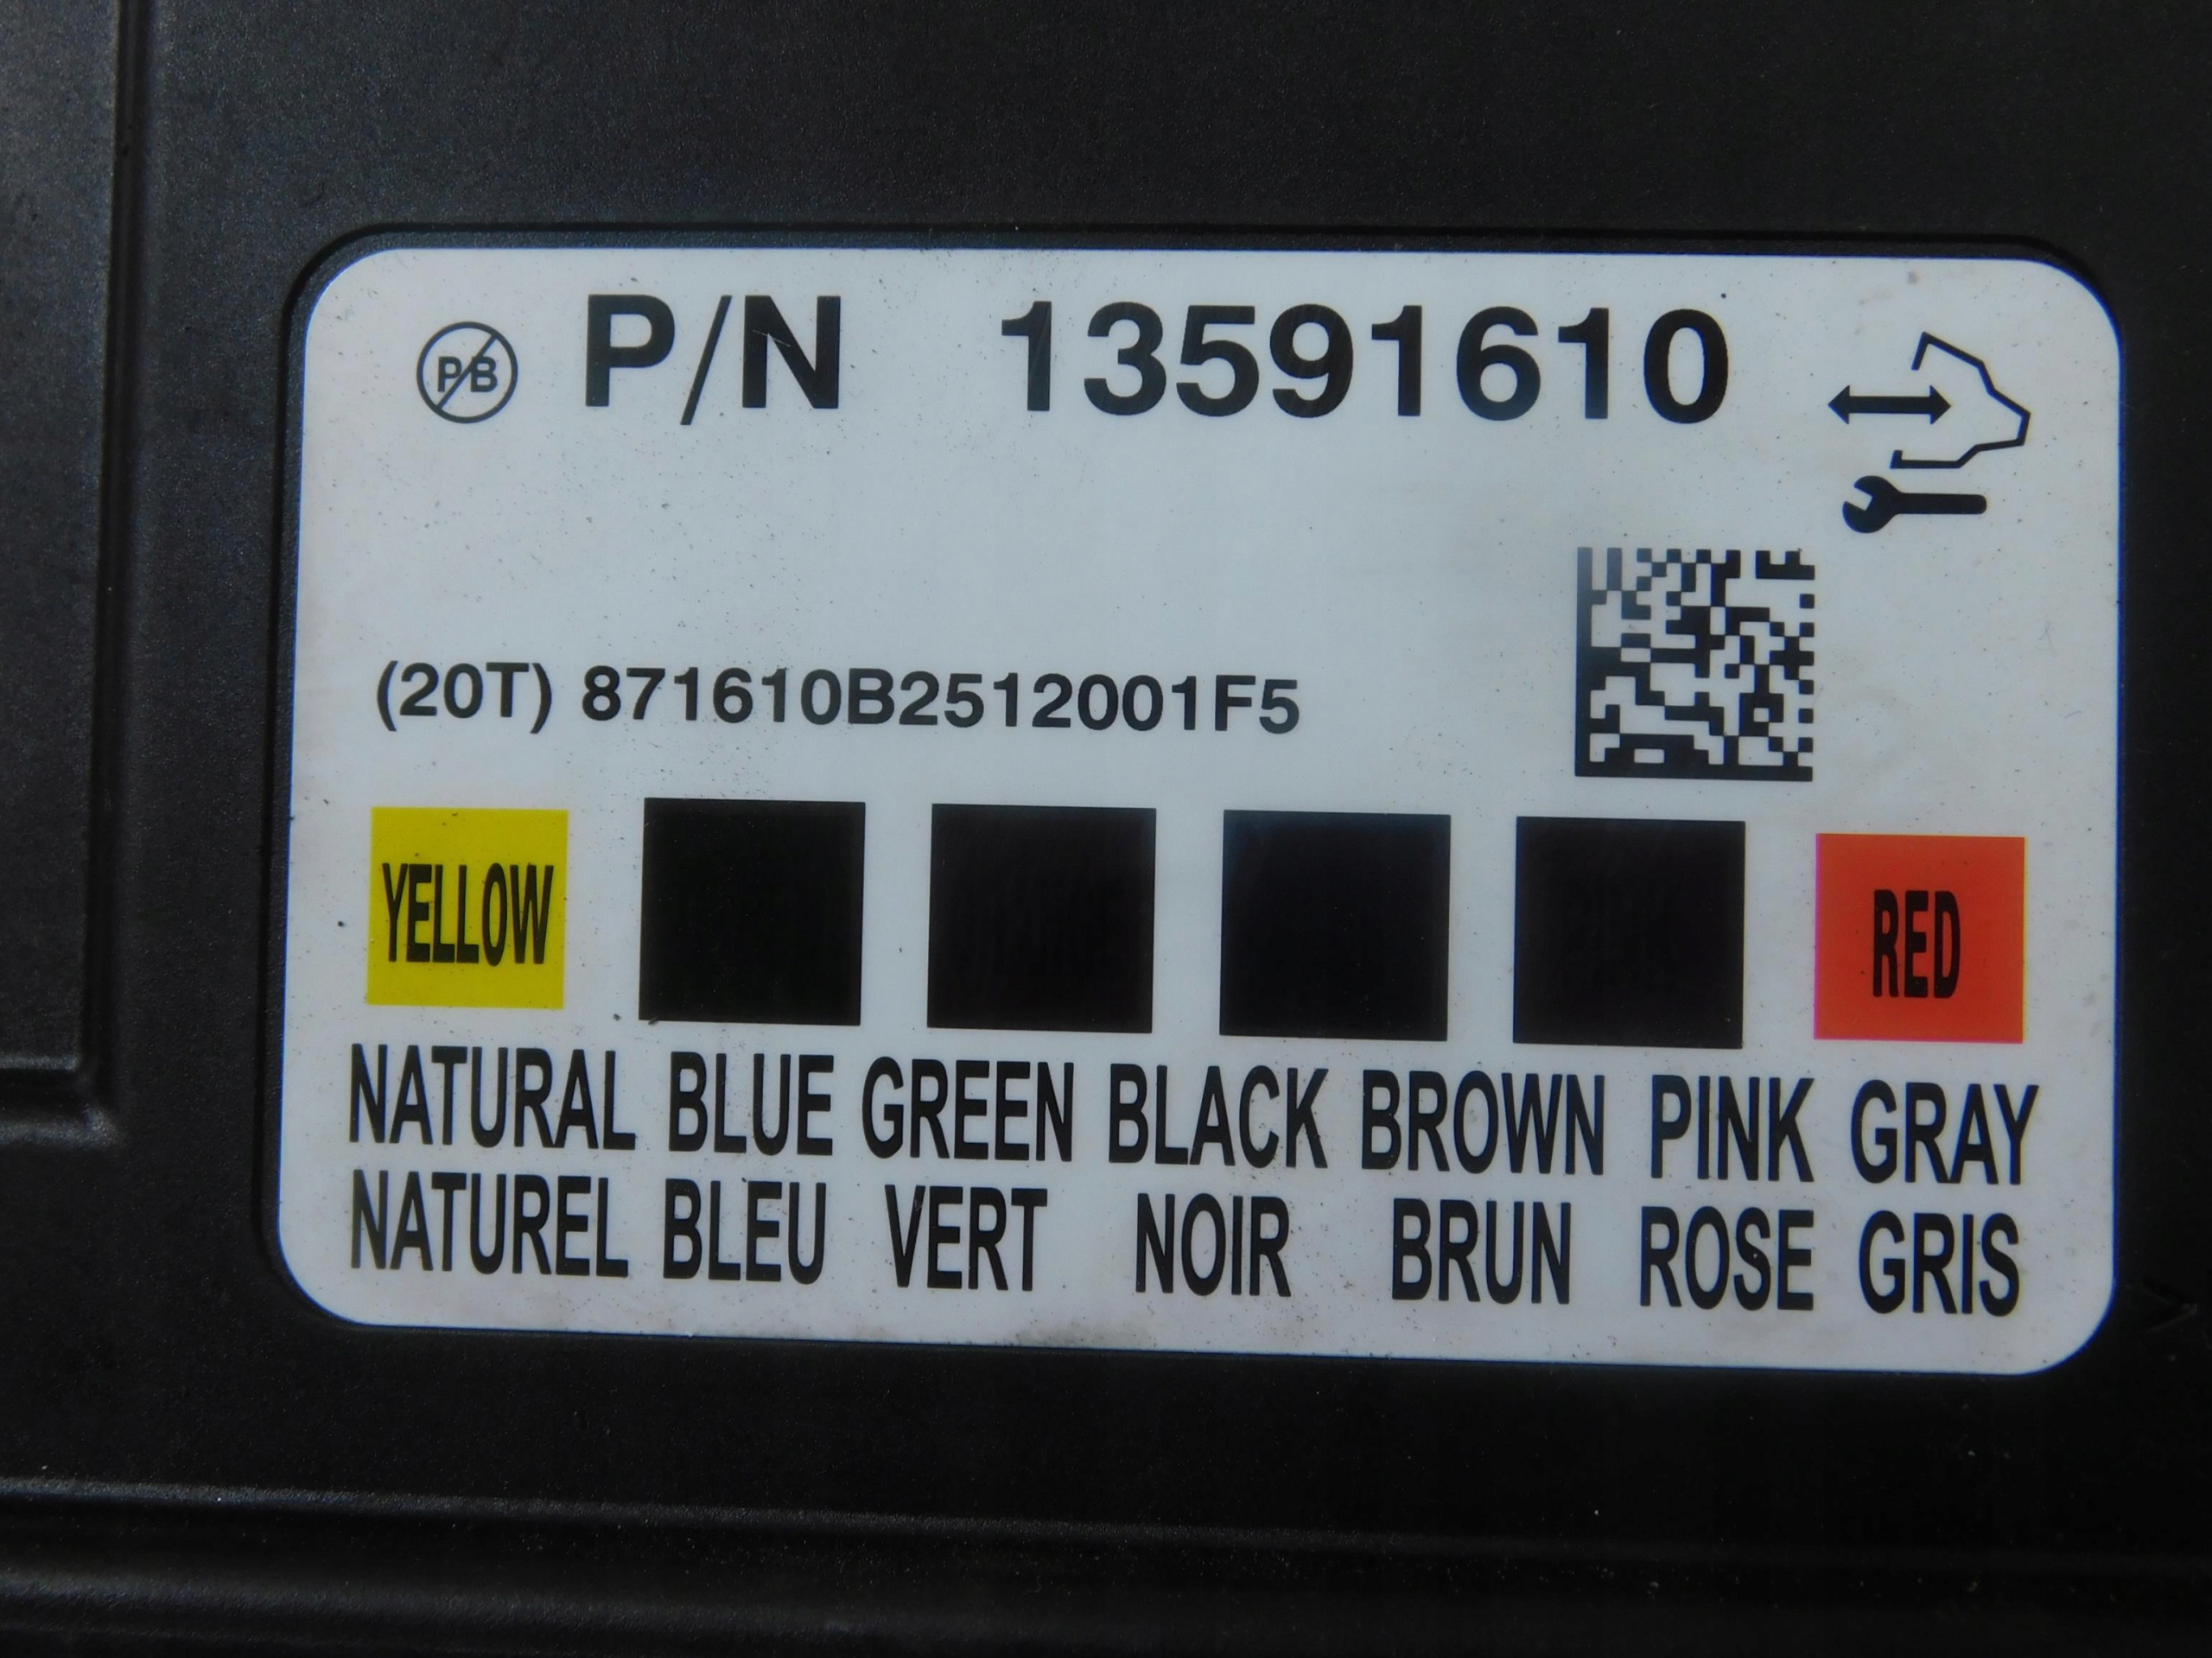 P/B P/N 13591610
(20T) 871610B2512001F5
YELLOW RED
NATURAL BLUE GREEN BLACK BROWN PINK GRAY
NATUREL BLEU VERT NOIR BRUN ROSE GRIS